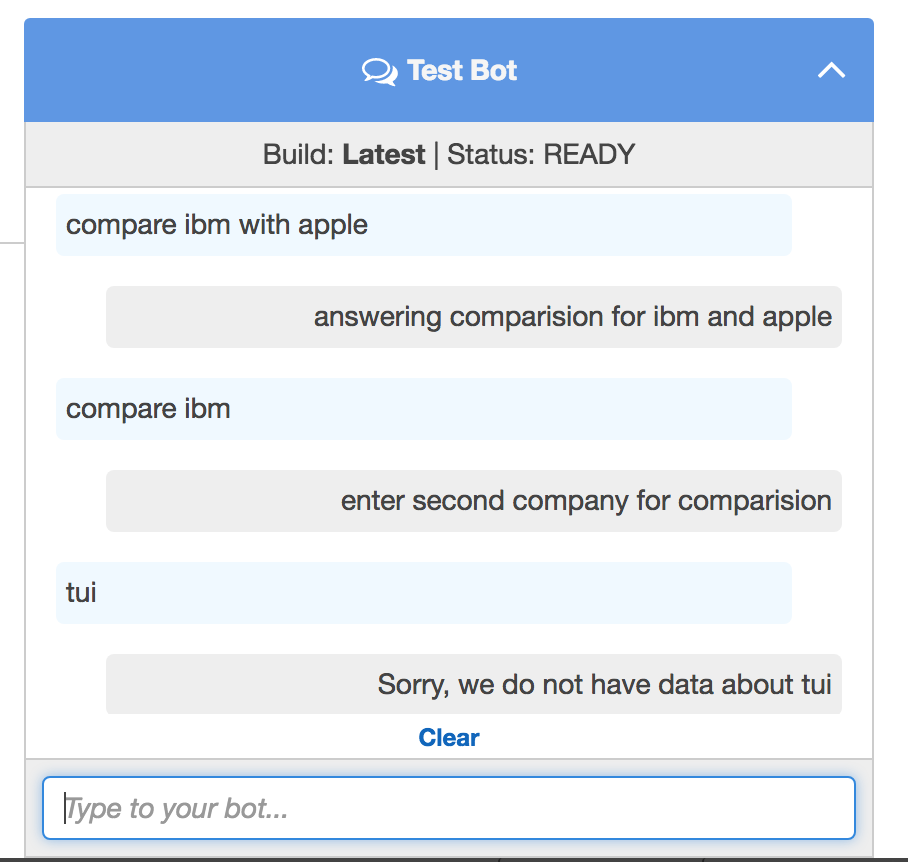 Test Bot
Build: Latest | Status: READY
compare ibm with apple
answering comparision for ibm and apple
compare ibm
enter second company for comparision
tui
Sorry, we do not have data about tui
Clear
Type to your bot...